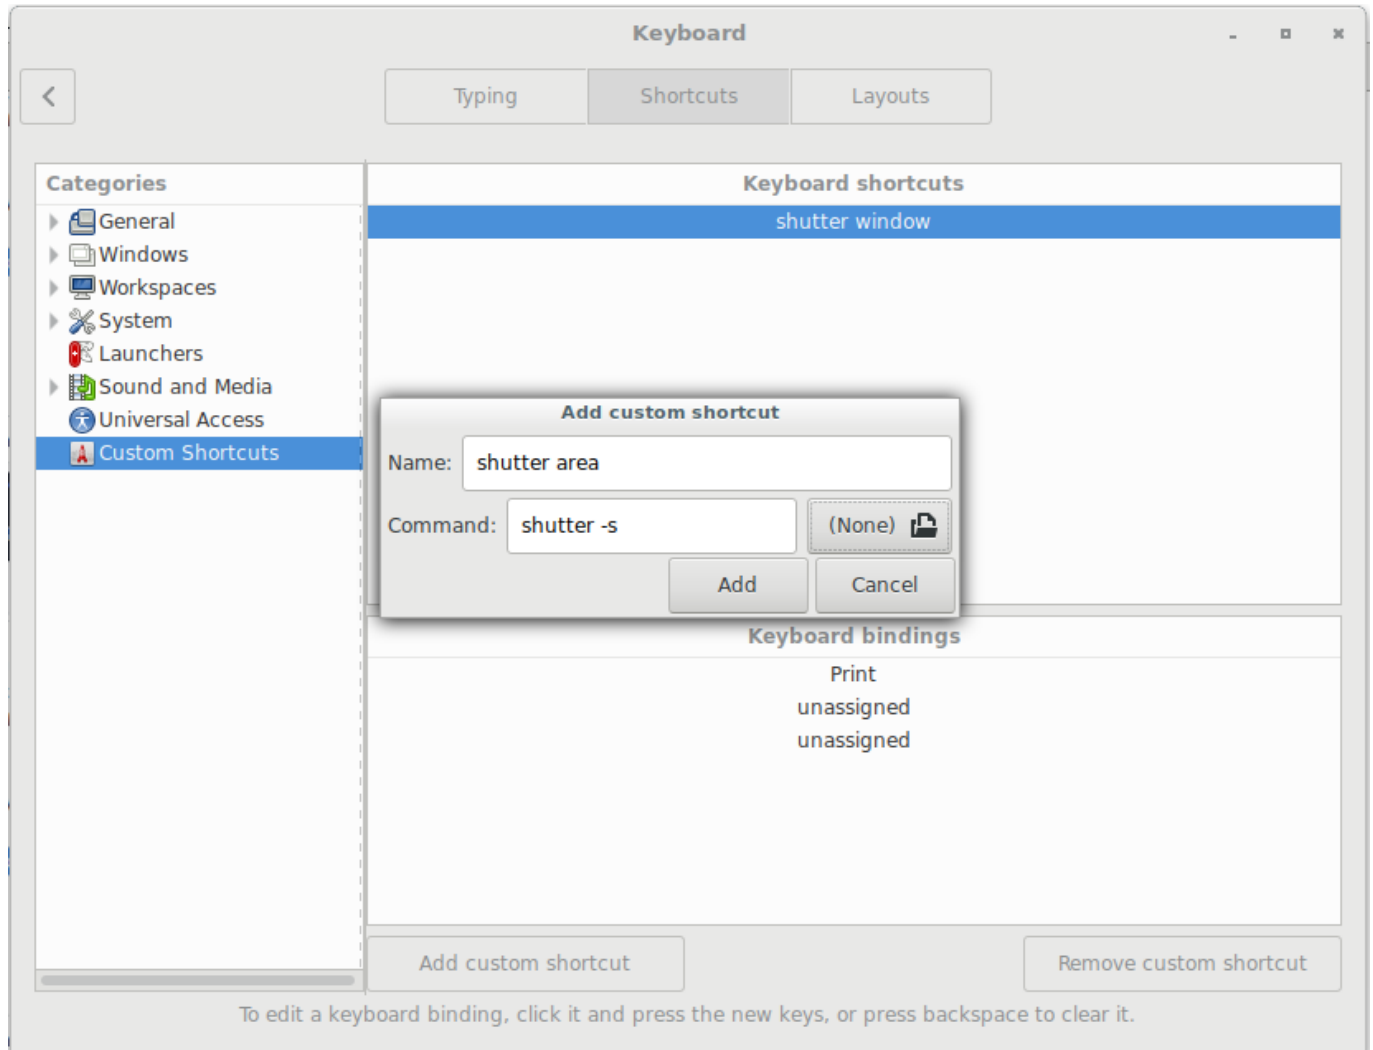 Keyboard
Typing Shortcuts Layouts
Categories
General
Windows
Workspaces
System
Launchers
Sound and Media
Universal Access
Custom Shortcuts
Keyboard shortcuts
shutter window
Add custom shortcut
Name: shutter area
Command: shutter -s (None)
Add Cancel
Keyboard bindings
Print
unassigned
unassigned
Add custom shortcut Remove custom shortcut
To edit a keyboard binding, click it and press the new keys, or press backspace to clear it.